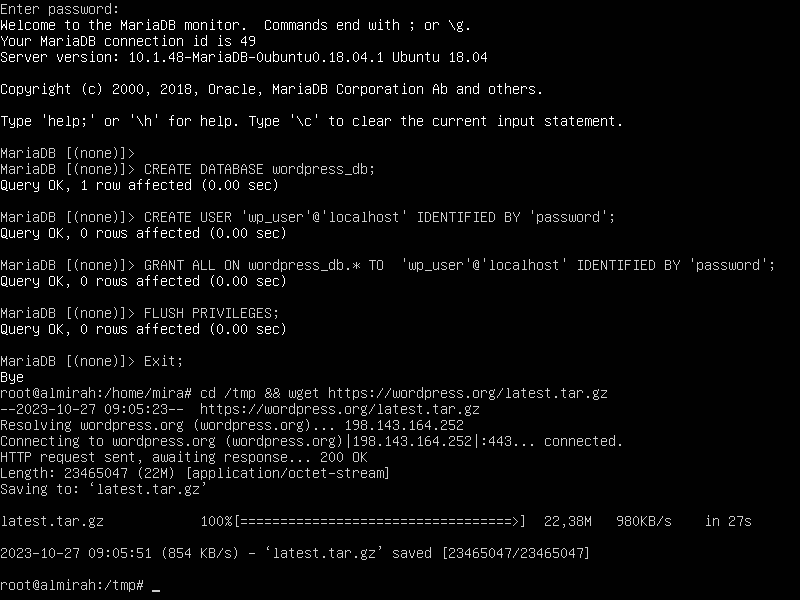 Enter password:
Welcome to the MariaDB monitor.  Commands end with ; or \g.
Your MariaDB connection id is 49
Server version: 10.1.48-MariaDB-0ubuntu0.18.04.1 Ubuntu 18.04
Copyright (c) 2000, 2018, Oracle, MariaDB Corporation Ab and others.
Type 'help;' or '\h' for help. Type '\c' to clear the current input statement.
MariaDB [(none)]>
MariaDB [(none)]> CREATE DATABASE wordpress_db;
Query OK, 1 row affected (0.00 sec)
MariaDB [(none)]> CREATE USER 'wp_user'@'localhost' IDENTIFIED BY 'password';
Query OK, 0 rows affected (0.00 sec)
MariaDB [(none)]> GRANT ALL ON wordpress_db.* TO  'wp_user'@'localhost' IDENTIFIED BY 'password';
Query OK, 0 rows affected (0.00 sec)
MariaDB [(none)]> FLUSH PRIVILEGES;
Query OK, 0 rows affected (0.00 sec)
MariaDB [(none)]> Exit;
Bye
root@almirah:/home/mira# cd /tmp && wget https://wordpress.org/latest.tar.gz
--2023-10-27 09:05:23--  https://wordpress.org/latest.tar.gz
Resolving wordpress.org (wordpress.org)... 198.143.164.252
Connecting to wordpress.org (wordpress.org)|198.143.164.252|:443... connected.
HTTP request sent, awaiting response... 200 OK
Length: 23465047 (22M) [application/octet-stream]
Saving to: ‘latest.tar.gz’
latest.tar.gz            100%[==================================>]  22,38M   980KB/s    in 27s
2023-10-27 09:05:51 (854 KB/s) - ‘latest.tar.gz’ saved [23465047/23465047]
root@almirah:/tmp# _